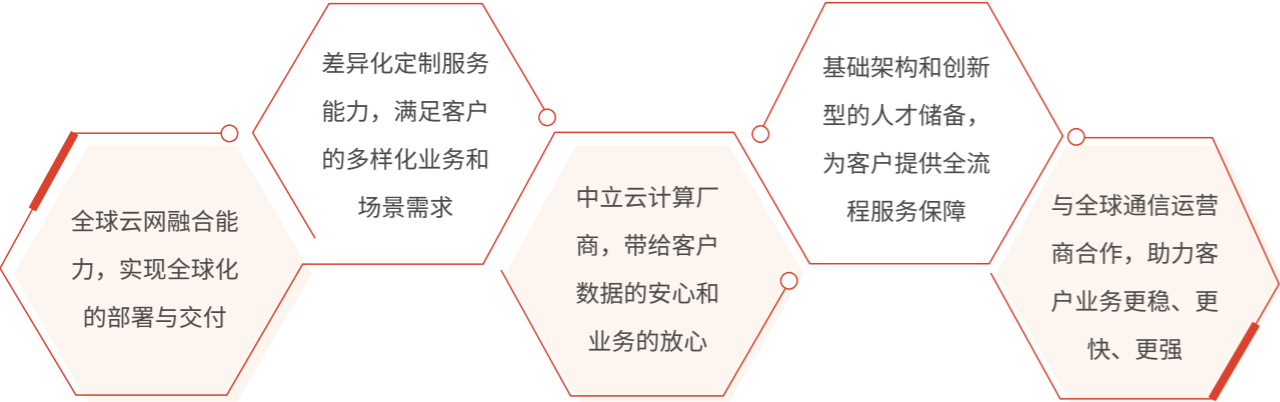 全球云网融合能
力，实现全球化
的部署与交付
差异化定制服务
能力，满足客户
的多样化业务和
场景需求
中立云计算厂
商，带给客户
数据的安心和
业务的放心
基础架构和创新
型的人才储备，
为客户提供全流
程服务保障
与全球通信运营
商合作，助力客
户业务更稳、更
快、更强